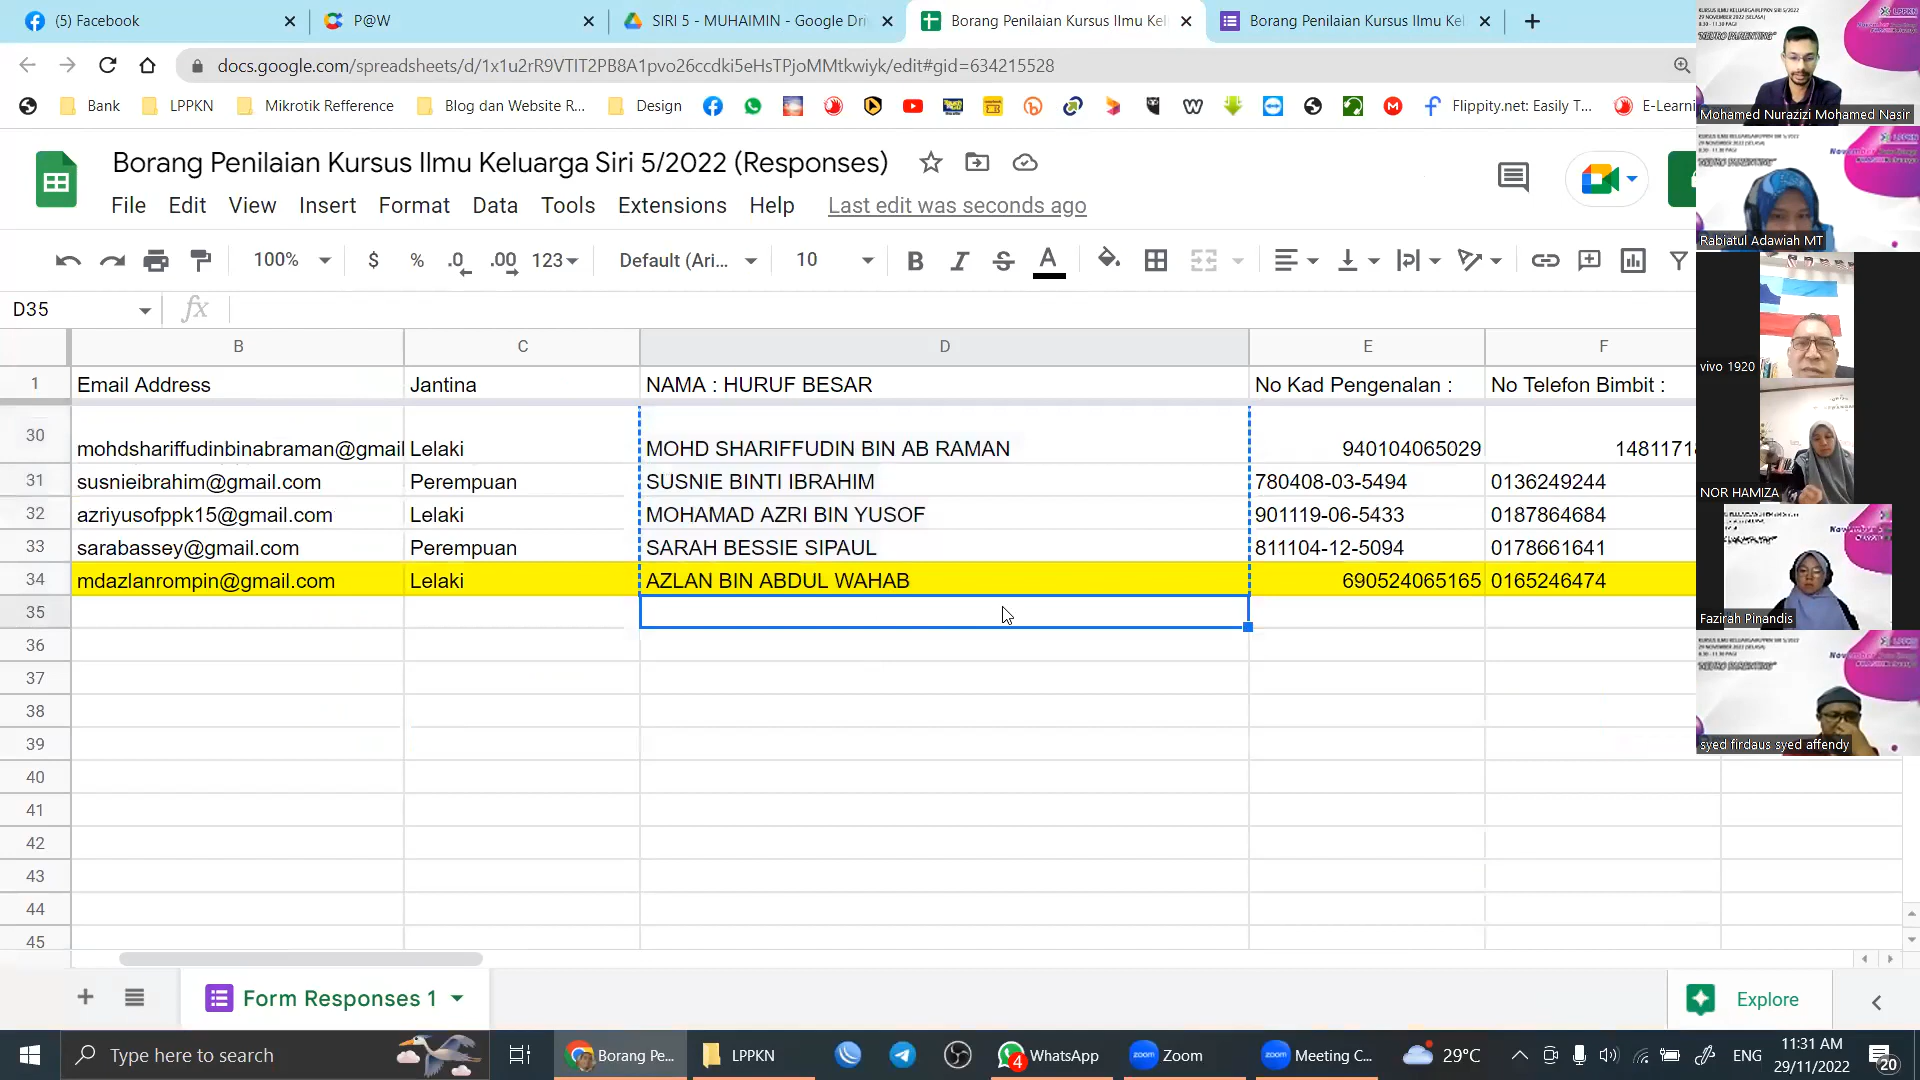 (5) Facebook
P@W
SIRI 5 - MUHAIMIN - Google Dri
Borang Penilaian Kursus Ilmu Kel
Borang Penilaian Kursus Ilmu Kel
docs.google.com/spreadsheets/d/1x1u2rR9VTIT2PB8A1pvo26ccdki5eHsTPjoMMtkwiyk/edit#gid=634215528
Bank
LPPKN
Mikrotik Refference
Blog dan Website R...
Design
Flippity.net: Easily T...
E-Learni
Borang Penilaian Kursus Ilmu Keluarga Siri 5/2022 (Responses)
File Edit View Insert Format Data Tools Extensions Help Last edit was seconds ago
100% $ % .0 .00 123 Default (Ari... 10 B I S A
D35 fx
B C D E F
1 Email Address Jantina NAMA : HURUF BESAR No Kad Pengenalan : No Telefon Bimbit :
30 mohdshariffudinbinabraman@gmail Lelaki MOHD SHARIFFUDIN BIN AB RAMAN 940104065029 1481171
31 susnieibrahim@gmail.com Perempuan SUSNIE BINTI IBRAHIM 780408-03-5494 0136249244
32 azriyusofppk15@gmail.com Lelaki MOHAMAD AZRI BIN YUSOF 901119-06-5433 0187864684
33 sarabassey@gmail.com Perempuan SARAH BESSIE SIPAUL 811104-12-5094 0178661641
34 mdazlanrompin@gmail.com Lelaki AZLAN BIN ABDUL WAHAB 690524065165 0165246474
35
36
37
38
39
40
41
42
43
44
45
Form Responses 1
Explore
Mohamed Nurazizi Mohamed Nasir
Rabiatul Adawiah MT
vivo 1920
NOR HAMIZA
Fazirah Pinandis
syed firdaus syed affendy
Type here to search
Borang Pe...
LPPKN
4
WhatsApp
Zoom
Meeting C...
29°C
ENG
11:31 AM
29/11/2022
20